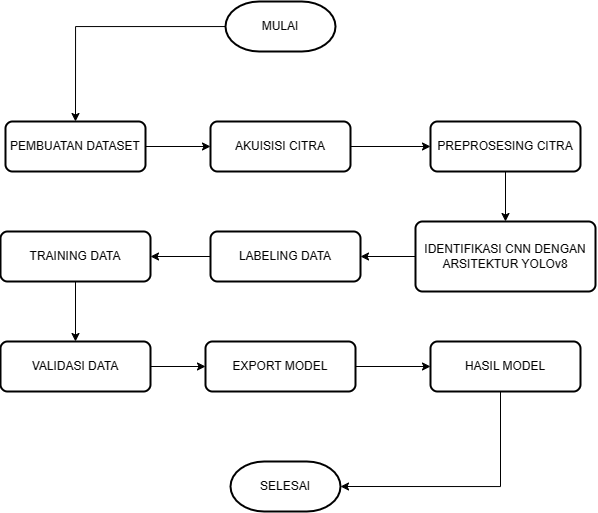 MULAI
PEMBUATAN DATASET
AKUISISI CITRA
PREPROSESING CITRA
IDENTIFIKASI CNN DENGAN
ARSITEKTUR YOLOv8
LABELING DATA
TRAINING DATA
VALIDASI DATA
EXPORT MODEL
HASIL MODEL
SELESAI